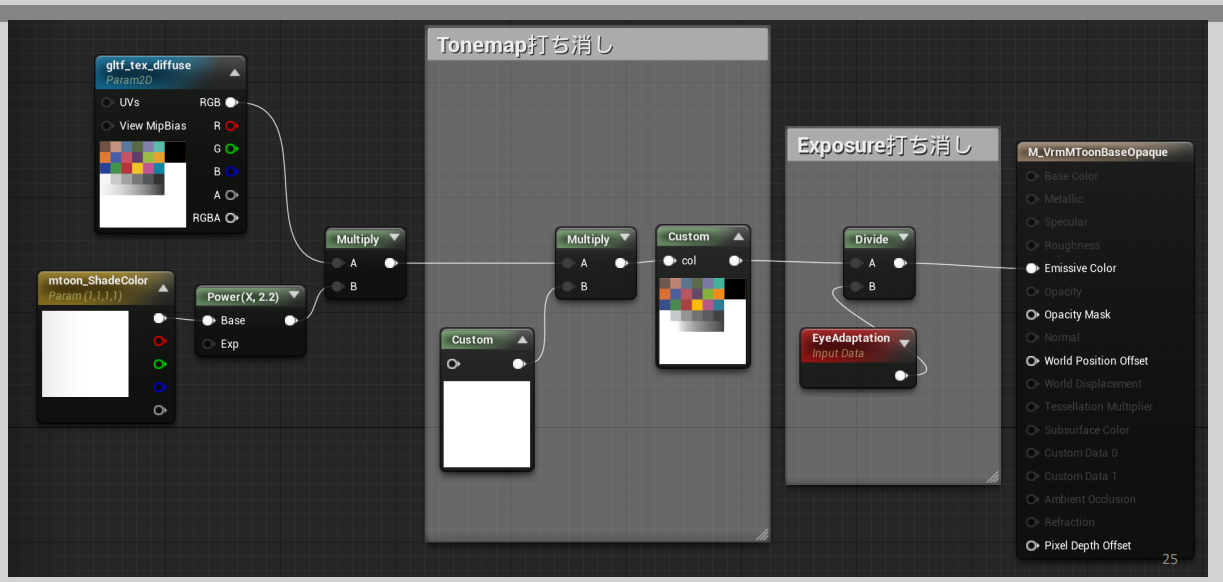 Tonemap打ち消し
gltf_tex_diffuse
Param2D
UVs
RGB
View MipBias
R
G
B
A
RGBA
mtoon_ShadeColor
Param (1,1,1,1)
Power(X, 2.2)
Base
Exp
Multiply
A
B
Multiply
A
B
Custom
Custom
col
Exposure打ち消し
Divide
A
B
EyeAdaptation
Input Data
M_VrmMToonBaseOpaque
Base Color
Metallic
Specular
Roughness
Emissive Color
Opacity
Opacity Mask
Normal
World Position Offset
World Displacement
Tessellation Multiplier
Subsurface Color
Custom Data 0
Custom Data 1
Ambient Occlusion
Refraction
Pixel Depth Offset
25